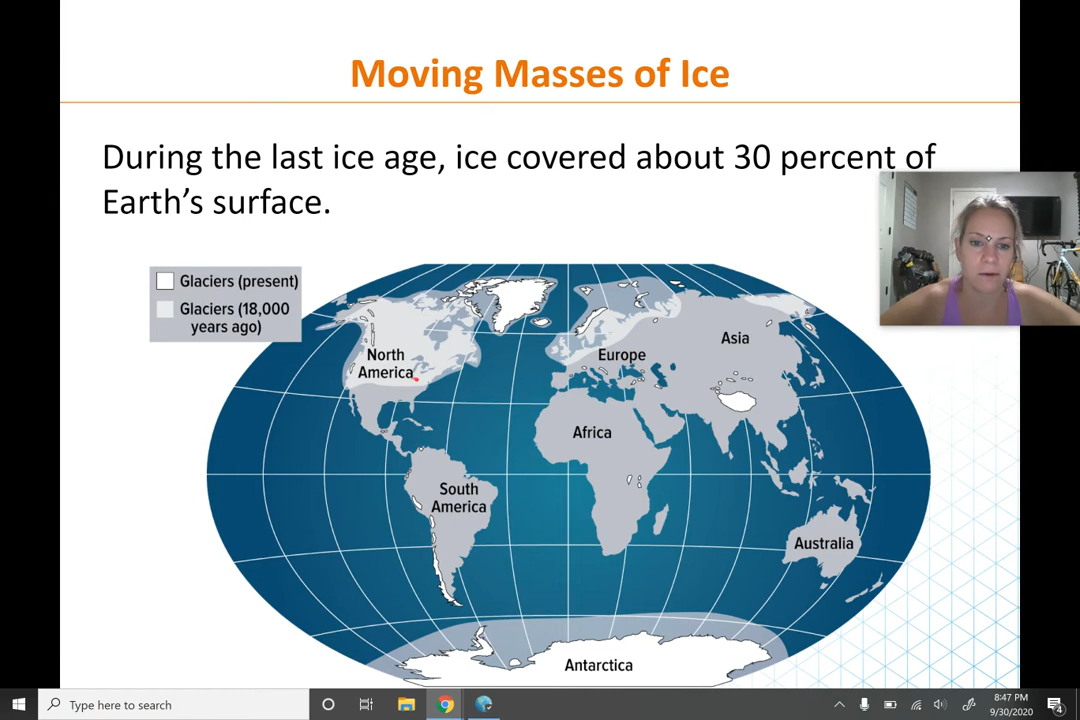 Moving Masses of Ice
During the last ice age, ice covered about 30 percent of
Earth’s surface.
Glaciers (present)
Glaciers (18,000
years ago)
North
America
Europe
Asia
Africa
South
America
Australia
Antarctica
Type here to search
8:47 PM
9/30/2020
4